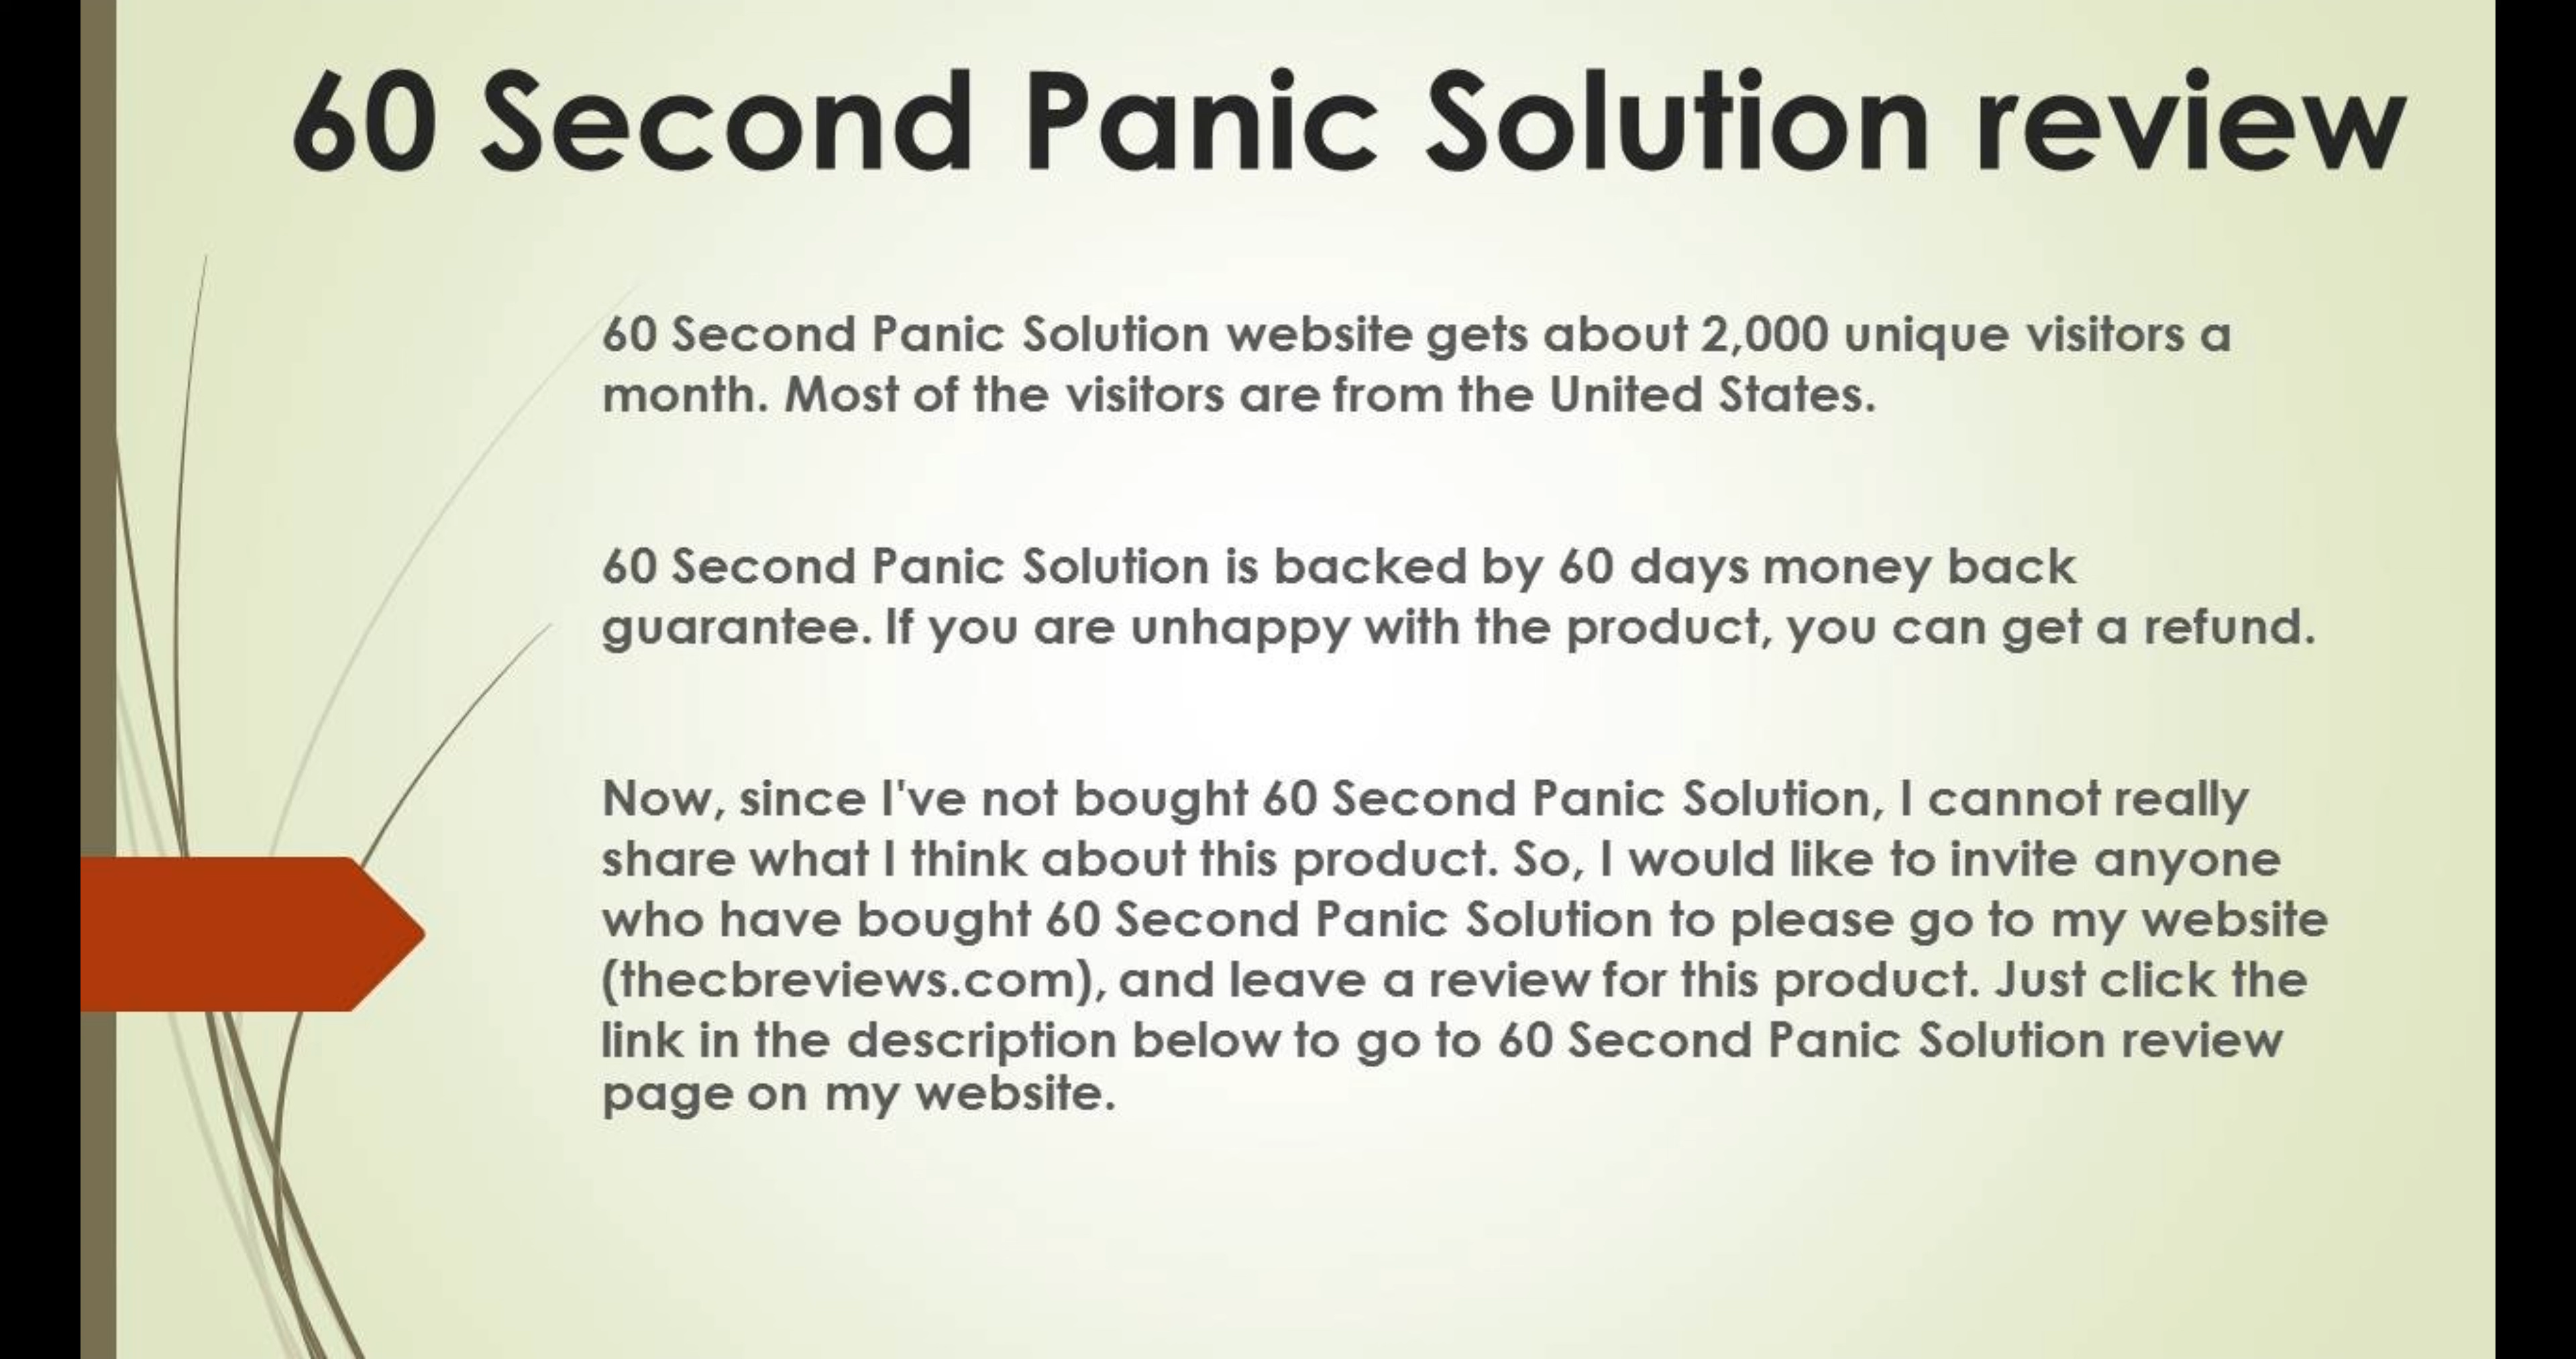 60 Second Panic Solution review
60 Second Panic Solution website gets about 2,000 unique visitors a
month. Most of the visitors are from the United States.
60 Second Panic Solution is backed by 60 days money back
guarantee. If you are unhappy with the product, you can get a refund.
Now, since I've not bought 60 Second Panic Solution, I cannot really
share what I think about this product. So, I would like to invite anyone
who have bought 60 Second Panic Solution to please go to my website
(thecbreviews.com), and leave a review for this product. Just click the
link in the description below to go to 60 Second Panic Solution review
page on my website.